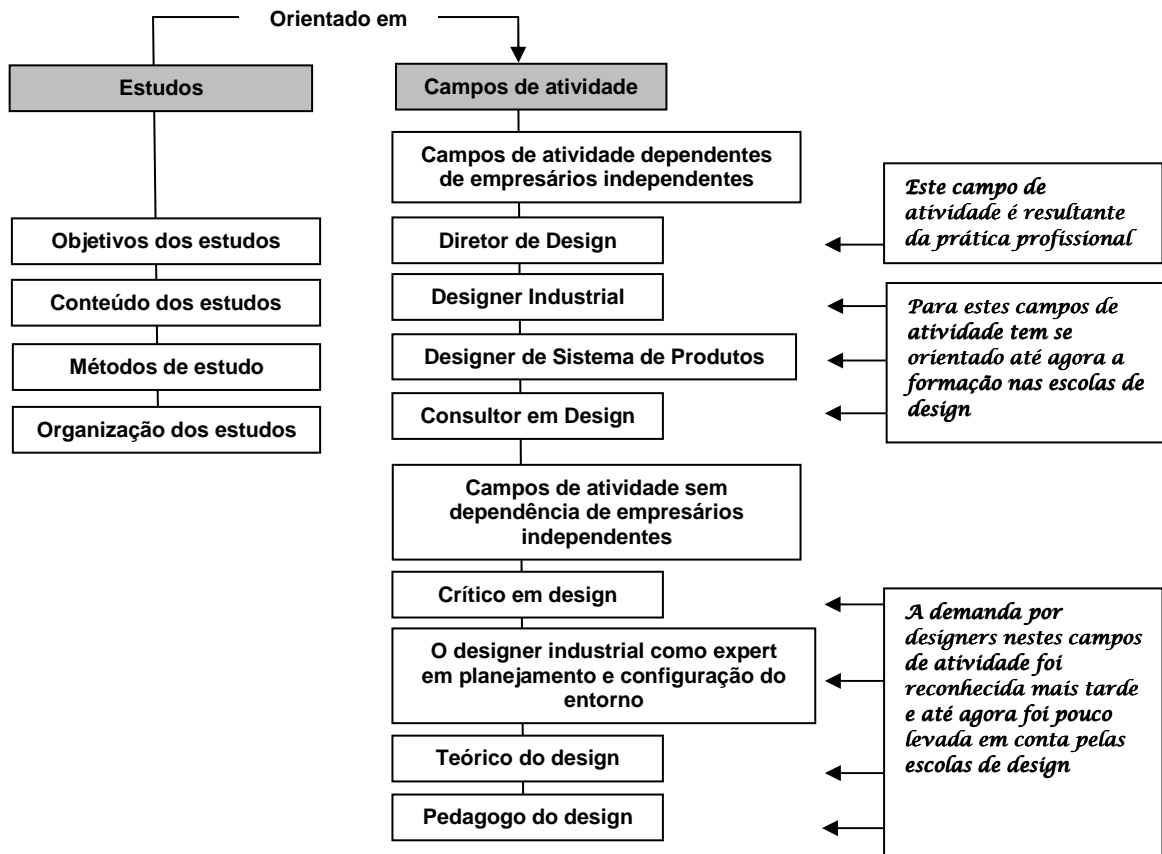 Orientado em
Estudos
Objetivos dos estudos
Conteúdo dos estudos
Métodos de estudo
Organização dos estudos
Campos de atividade
Campos de atividade dependentes
de empresários independentes
Diretor de Design
Designer Industrial
Designer de Sistema de Produtos
Consultor em Design
Campos de atividade sem
dependência de empresários
independentes
Crítico em design
O designer industrial como expert
em planejamento e configuração do
entorno
Teórico do design
Pedagogo do design
Este campo de
atividade é resultante
da prática profissional
Para estes campos de
atividade tem se
orientado até agora a
formação nas escolas de
design
A demanda por
designers nestes campos
de atividade foi
reconhecida mais tarde
e até agora foi pouco
levada em conta pelas
escolas de design